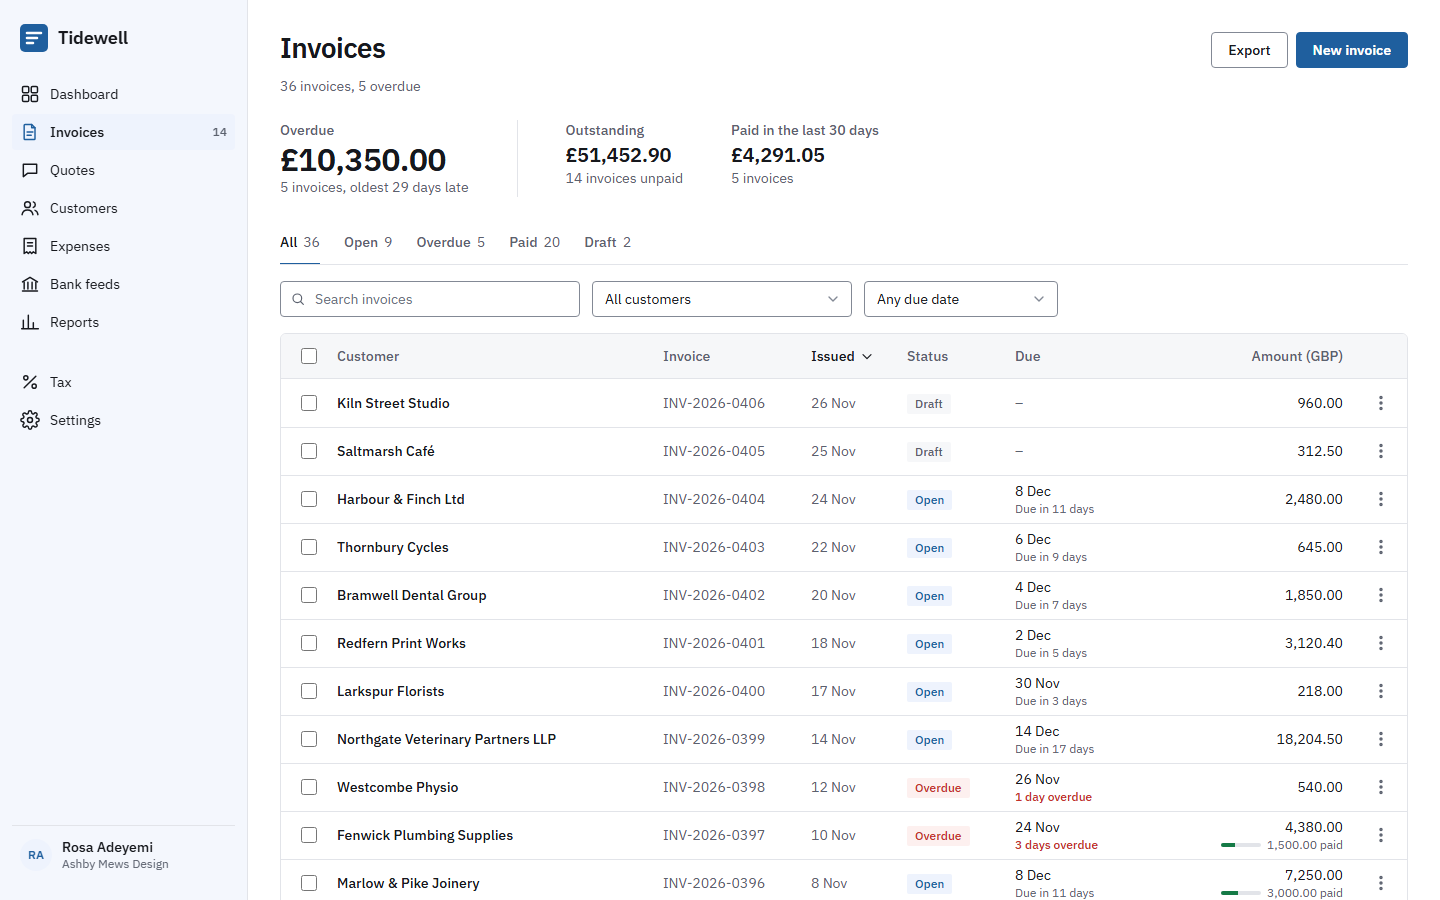 Tidewell
Dashboard
Invoices 14
Quotes
Customers
Expenses
Bank feeds
Reports
Tax
Settings
RA
Rosa Adeyemi
Ashby Mews Design
Invoices
36 invoices, 5 overdue
Export
New invoice
Overdue
£10,350.00
5 invoices, oldest 29 days late
Outstanding
£51,452.90
14 invoices unpaid
Paid in the last 30 days
£4,291.05
5 invoices
All 36 Open 9 Overdue 5 Paid 20 Draft 2
Search invoices
All customers
Any due date
Customer Invoice Issued Status Due Amount (GBP)
Kiln Street Studio INV-2026-0406 26 Nov Draft – 960.00
Saltmarsh Café INV-2026-0405 25 Nov Draft – 312.50
Harbour & Finch Ltd INV-2026-0404 24 Nov Open 8 Dec 2,480.00
Due in 11 days
Thornbury Cycles INV-2026-0403 22 Nov Open 6 Dec 645.00
Due in 9 days
Bramwell Dental Group INV-2026-0402 20 Nov Open 4 Dec 1,850.00
Due in 7 days
Redfern Print Works INV-2026-0401 18 Nov Open 2 Dec 3,120.40
Due in 5 days
Larkspur Florists INV-2026-0400 17 Nov Open 30 Nov 218.00
Due in 3 days
Northgate Veterinary Partners LLP INV-2026-0399 14 Nov Open 14 Dec 18,204.50
Due in 17 days
Westcombe Physio INV-2026-0398 12 Nov Overdue 26 Nov 540.00
1 day overdue
Fenwick Plumbing Supplies INV-2026-0397 10 Nov Overdue 24 Nov 4,380.00
3 days overdue 1,500.00 paid
Marlow & Pike Joinery INV-2026-0396 8 Nov Open 8 Dec 7,250.00
Due in 11 days 3,000.00 paid